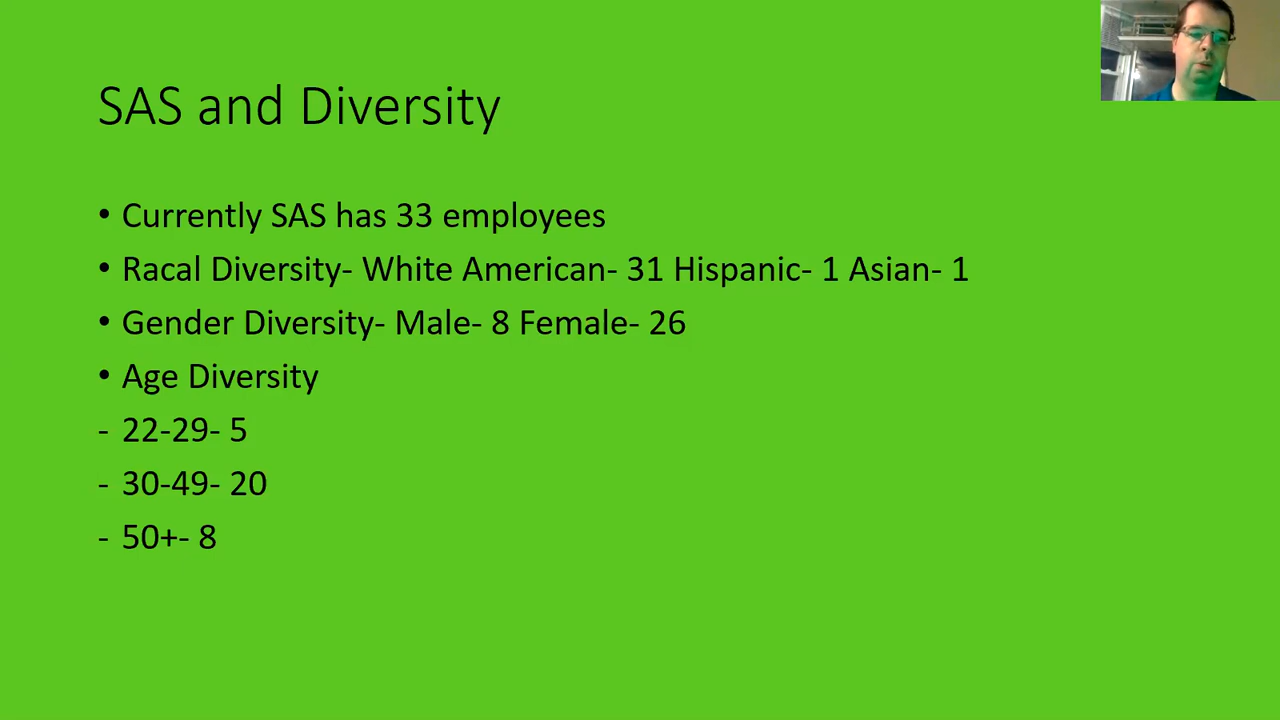 SAS and Diversity
• Currently SAS has 33 employees
• Racal Diversity- White American- 31 Hispanic- 1 Asian- 1
• Gender Diversity- Male- 8 Female- 26
• Age Diversity
- 22-29- 5
- 30-49- 20
- 50+- 8